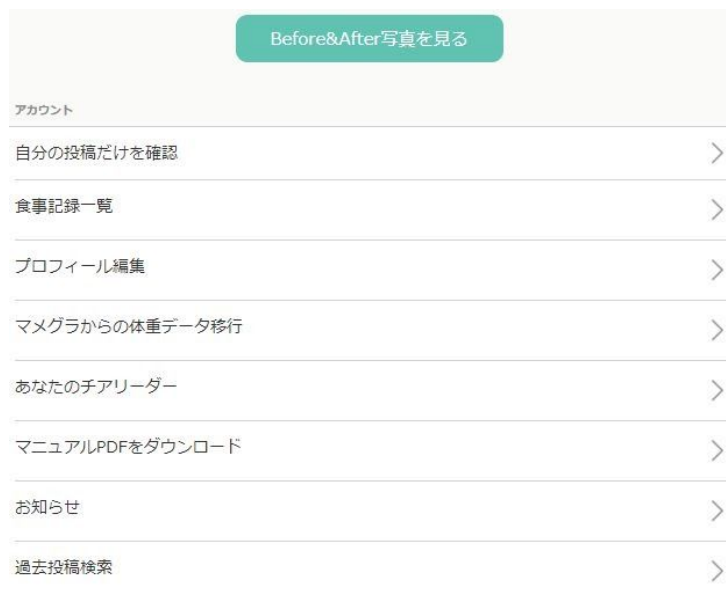 Before&After写真を見る
アカウント
自分の投稿だけを確認
食事記録一覧
プロフィール編集
マメグラからの体重データ移行
あなたのチアリーダー
マニュアルPDFをダウンロード
お知らせ
過去投稿検索